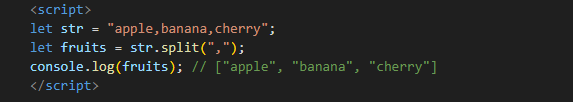 <script>
let str = "apple,banana,cherry";
let fruits = str.split(",");
console.log(fruits); // ["apple", "banana", "cherry"]
</script>